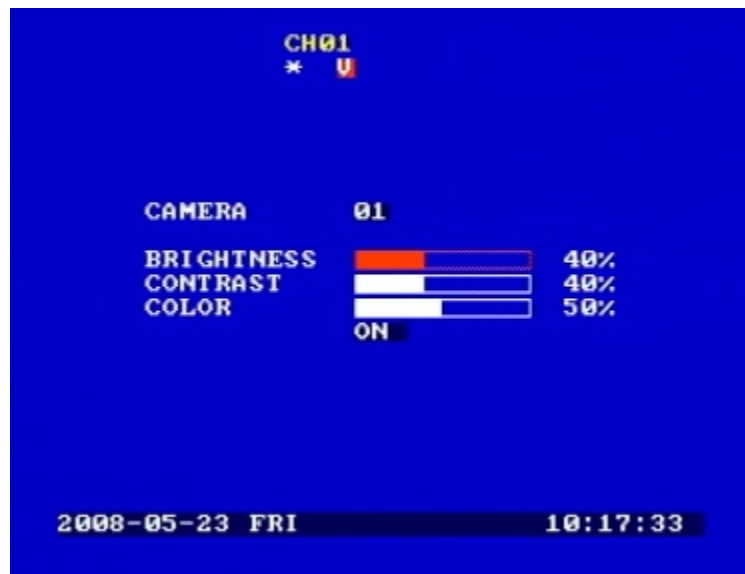 CH01
* V
CAMERA 01
BRIGHTNESS 40%
CONTRAST 40%
COLOR 50%
ON
2008-05-23 FRI 10:17:33